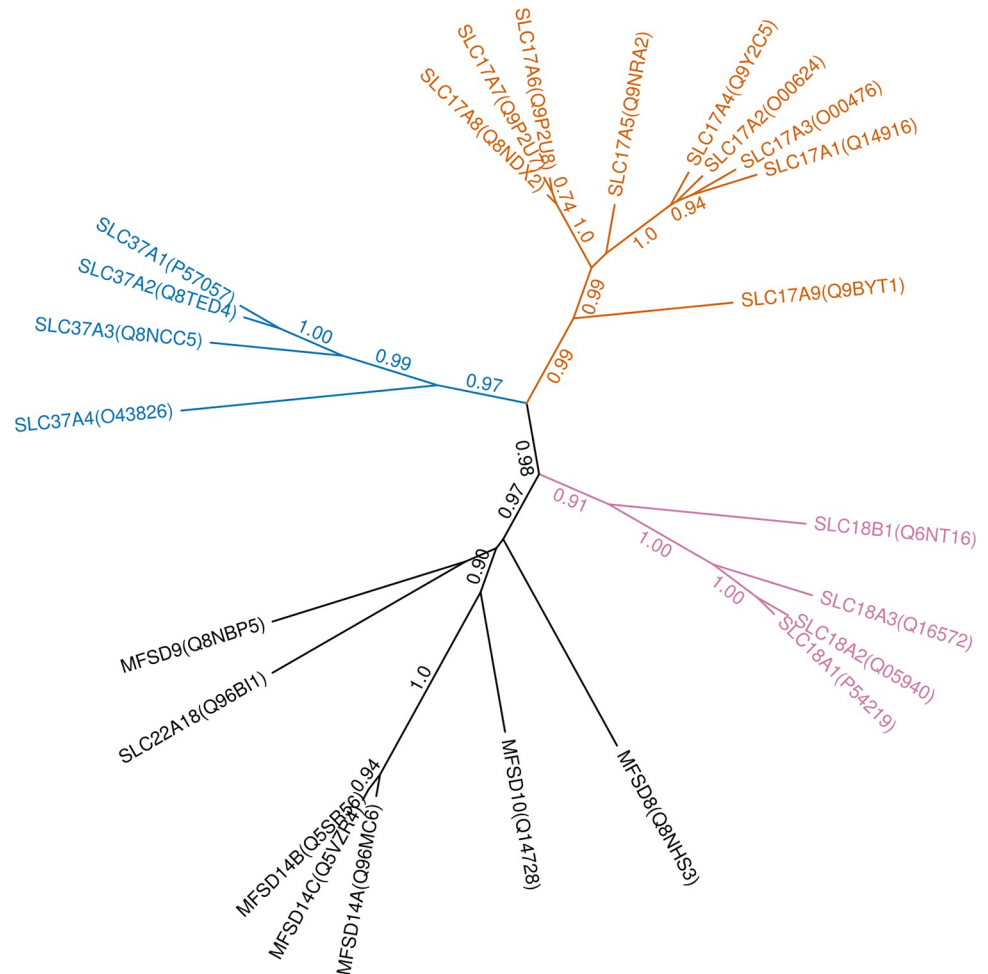 SLC17A6(Q9P2U8)
SLC17A7(Q9P2U7)
SLC17A8(Q8NDX2)
SLC17A5(Q9NRA2)
SLC17A4(Q9Y2C5)
SLC17A2(O00624)
SLC17A3(O00476)
SLC17A1(Q14916)
0.74
1.0
0.94
1.0
0.99
SLC17A9(Q9BYT1)
0.99
SLC37A1(P57057)
SLC37A2(Q8TED4)
SLC37A3(Q8NCC5)
SLC37A4(O43826)
1.00
0.99
0.97
0.98
0.97
0.91
SLC18B1(Q6NT16)
1.00
1.00
SLC18A3(Q16572)
SLC18A2(Q05940)
SLC18A1(P54219)
0.90
MFSD9(Q8NBP5)
SLC22A18(Q96BI1)
1.0
0.94
MFSD14B(Q5SR56)
MFSD14C(Q5VZR4)
MFSD14A(Q96MC6)
MFSD10(Q14728)
MFSD8(Q8NHS3)